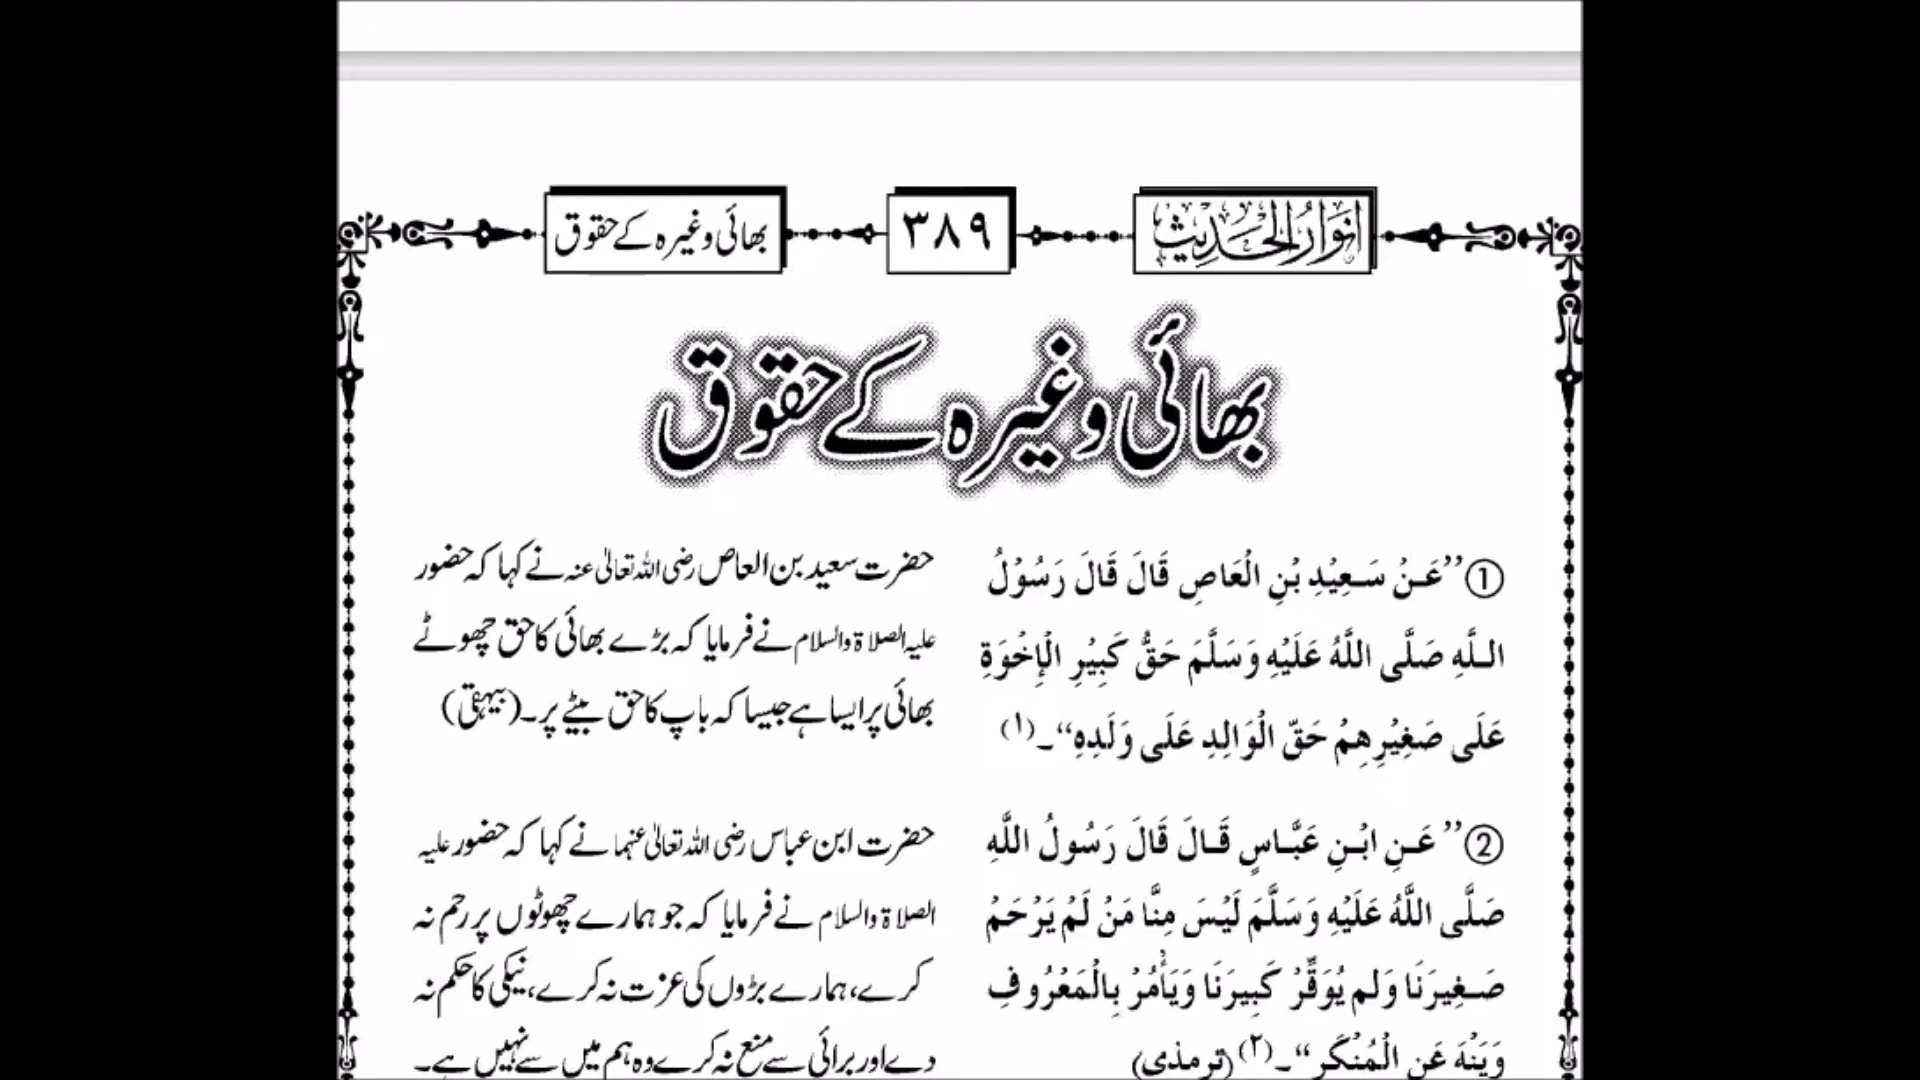 انوار الحدیث
۳۸۹
بھائی وغیرہ کے حقوق
بھائی وغیرہ کے حقوق
① ’’عَنْ سَعِيْدِ بْنِ الْعَاصِ قَالَ قَالَ رَسُوْلُ
اللَّهِ صَلَّى اللَّهُ عَلَيْهِ وَسَلَّمَ حَقُّ كَبِيْرِ الْإِخْوَةِ
عَلَى صَغِيْرِهِمْ حَقّ الْوَالِدِ عَلَى وَلَدِهِ‘‘۔(۱)
حضرت سعید بن العاص رضی اللہ تعالیٰ عنہ نے کہا کہ حضور
علیہ الصلاۃ والسلام نے فرمایا کہ بڑے بھائی کا حق چھوٹے
بھائی پر ایسا ہے جیسا کہ باپ کا حق بیٹے پر۔(بیہقی)
② ’’عَنِ ابْنِ عَبَّاسٍ قَالَ قَالَ رَسُولُ اللَّهِ
صَلَّى اللَّهُ عَلَيْهِ وَسَلَّمَ لَيْسَ مِنَّا مَنْ لَمْ يَرْحَمْ
صَغِيرَنَا وَلم يُوَقِّرْ كَبِيرَنَا وَيَأْمُرْ بِالْمَعْرُوفِ
وَيَنْهَ عَنِ الْمُنْكَرِ‘‘۔(۲) (ترمذی)
حضرت ابن عباس رضی اللہ تعالیٰ عنہما نے کہا کہ حضور علیہ
الصلاۃ والسلام نے فرمایا کہ جو ہمارے چھوٹوں پر رحم نہ
کرے، ہمارے بڑوں کی عزت نہ کرے، نیکی کا حکم نہ
دے اور برائی سے منع نہ کرے وہ ہم میں سے نہیں ہے۔